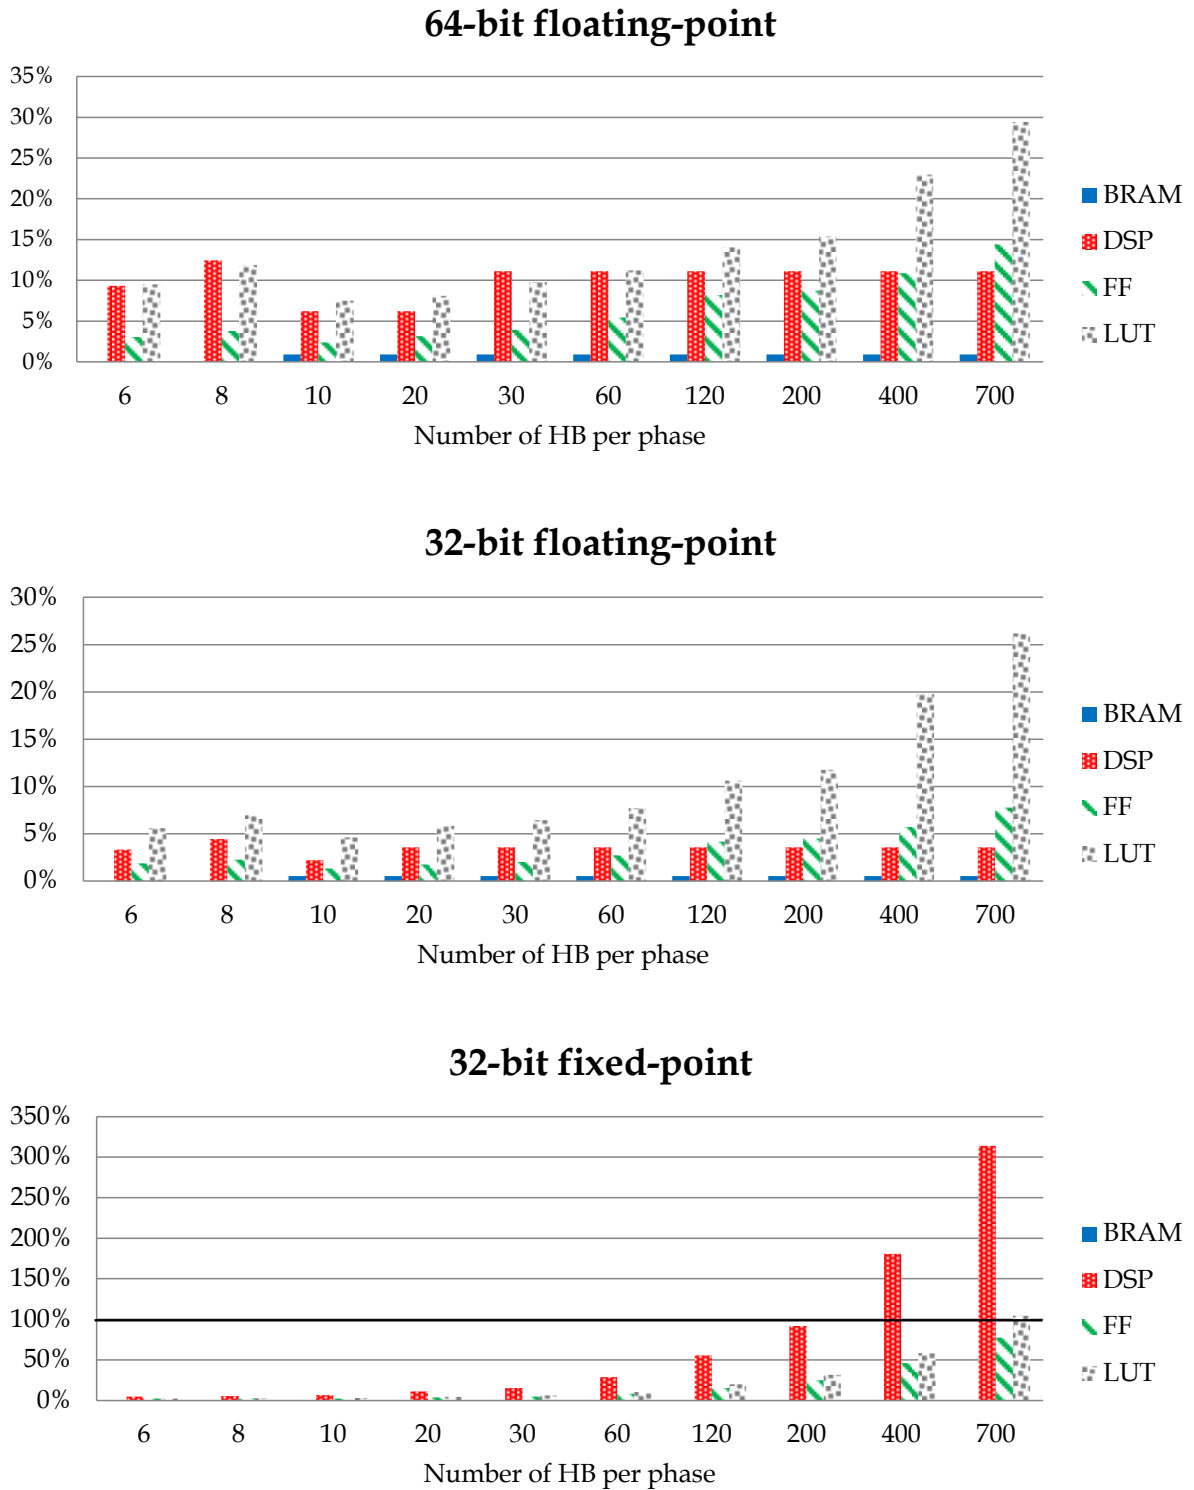 64-bit floating-point
35%
30%
25%
20%
15%
10%
5%
0%
6 8 10 20 30 60 120 200 400 700
Number of HB per phase
BRAM
DSP
FF
LUT
32-bit floating-point
30%
25%
20%
15%
10%
5%
0%
6 8 10 20 30 60 120 200 400 700
Number of HB per phase
BRAM
DSP
FF
LUT
32-bit fixed-point
350%
300%
250%
200%
150%
100%
50%
0%
6 8 10 20 30 60 120 200 400 700
Number of HB per phase
BRAM
DSP
FF
LUT